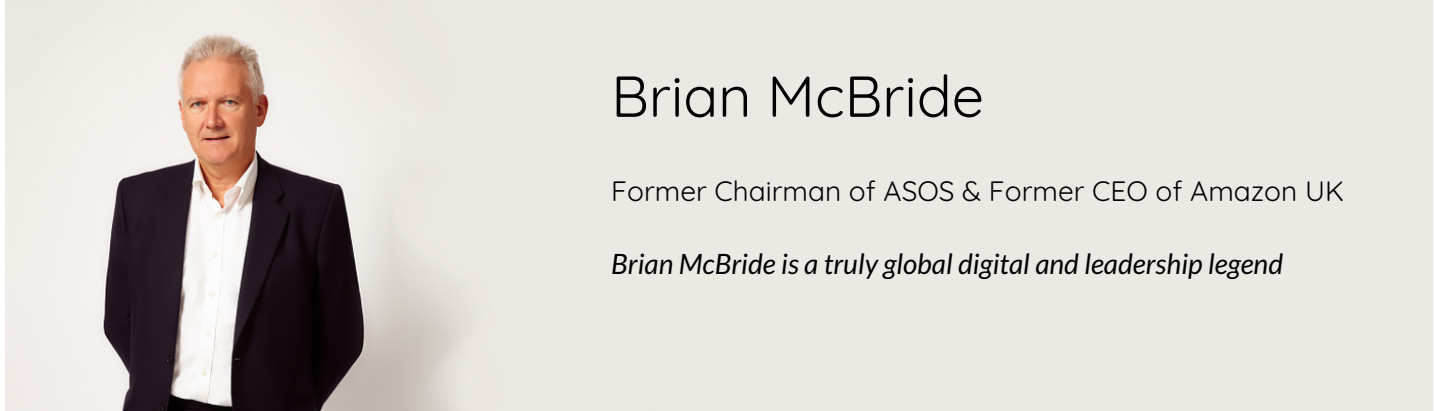 Brian McBride
Former Chairman of ASOS & Former CEO of Amazon UK
Brian McBride is a truly global digital and leadership legend